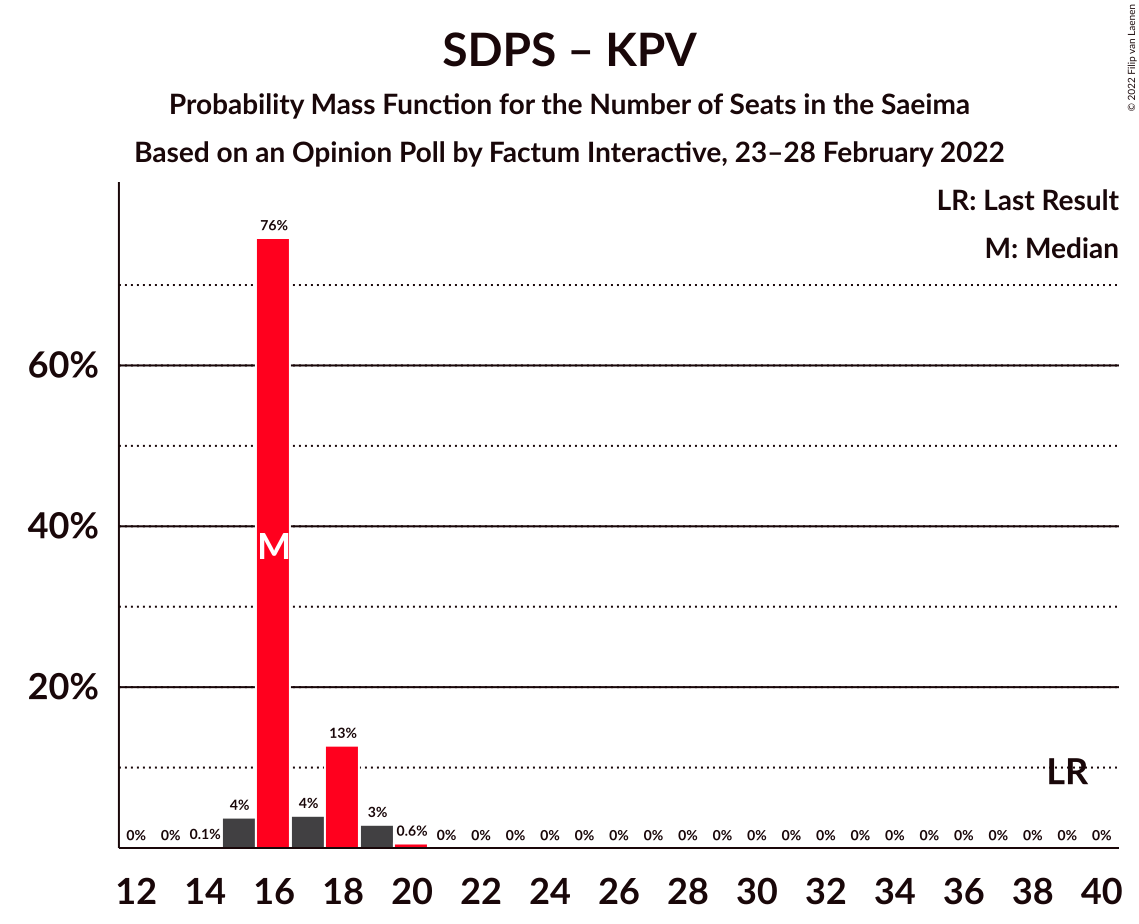 SDPS – KPV
Probability Mass Function for the Number of Seats in the Saeima
Based on an Opinion Poll by Factum Interactive, 23–28 February 2022
© 2022 Filip van Laenen
LR: Last Result
M: Median
60%
40%
20%
0% 0% 0.1% 4% 76% 4% 13% 3% 0.6% 0% 0% 0% 0% 0% 0% 0% 0% 0% 0% 0% 0% 0% 0% 0% 0% 0% 0% 0% 0%
M
LR
12 14 16 18 20 22 24 26 28 30 32 34 36 38 40